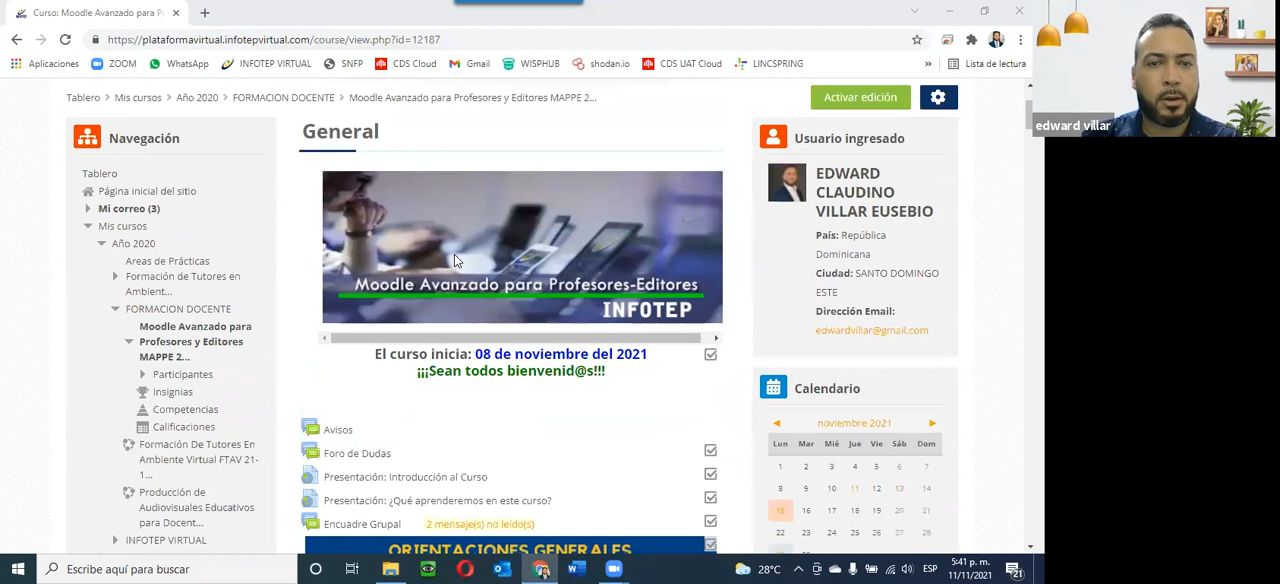 Curso: Moodle Avanzado para P
https://plataformavirtual.infotepvirtual.com/course/view.php?id=12187
Aplicaciones ZOOM WhatsApp INFOTEP VIRTUAL SNFP CDS Cloud Gmail WISPHUB shodan.io CDS UAT Cloud LINCSPRING » Lista de lectura
edward villar
Tablero Mis cursos Año 2020 FORMACION DOCENTE Moodle Avanzado para Profesores y Editores MAPPE 2...
Activar edición
Navegación
Tablero
Página inicial del sitio
Mi correo (3)
Mis cursos
Año 2020
Areas de Prácticas
Formación de Tutores en
Ambient...
FORMACION DOCENTE
Moodle Avanzado para
Profesores y Editores
MAPPE 2...
Participantes
Insignias
Competencias
Calificaciones
Formación De Tutores En
Ambiente Virtual FTAV 21-
1...
Producción de
Audiovisuales Educativos
para Docent...
INFOTEP VIRTUAL
General
Moodle Avanzado para Profesores-Editores
INFOTEP
El curso inicia: 08 de noviembre del 2021
¡¡¡Sean todos bienvenid@s!!!
Avisos
Foro de Dudas
Presentación: Introducción al Curso
Presentación: ¿Qué aprenderemos en este curso?
Encuadre Grupal 2 mensaje(s) no leído(s)
ORIENTACIONES GENERALES
Usuario ingresado
EDWARD
CLAUDINO
VILLAR EUSEBIO
País: República
Dominicana
Ciudad: SANTO DOMINGO
ESTE
Dirección Email:
edwardvillar@gmail.com
Calendario
noviembre 2021
Lun Mar Mié Jue Vie Sáb Dom
1 2 3 4 5 6 7
8 9 10 11 12 13 14
15 16 17 18 19 20 21
22 23 24 25 26 27 28
Escribe aquí para buscar
28°C
ESP
5:41 p. m.
11/11/2021
21